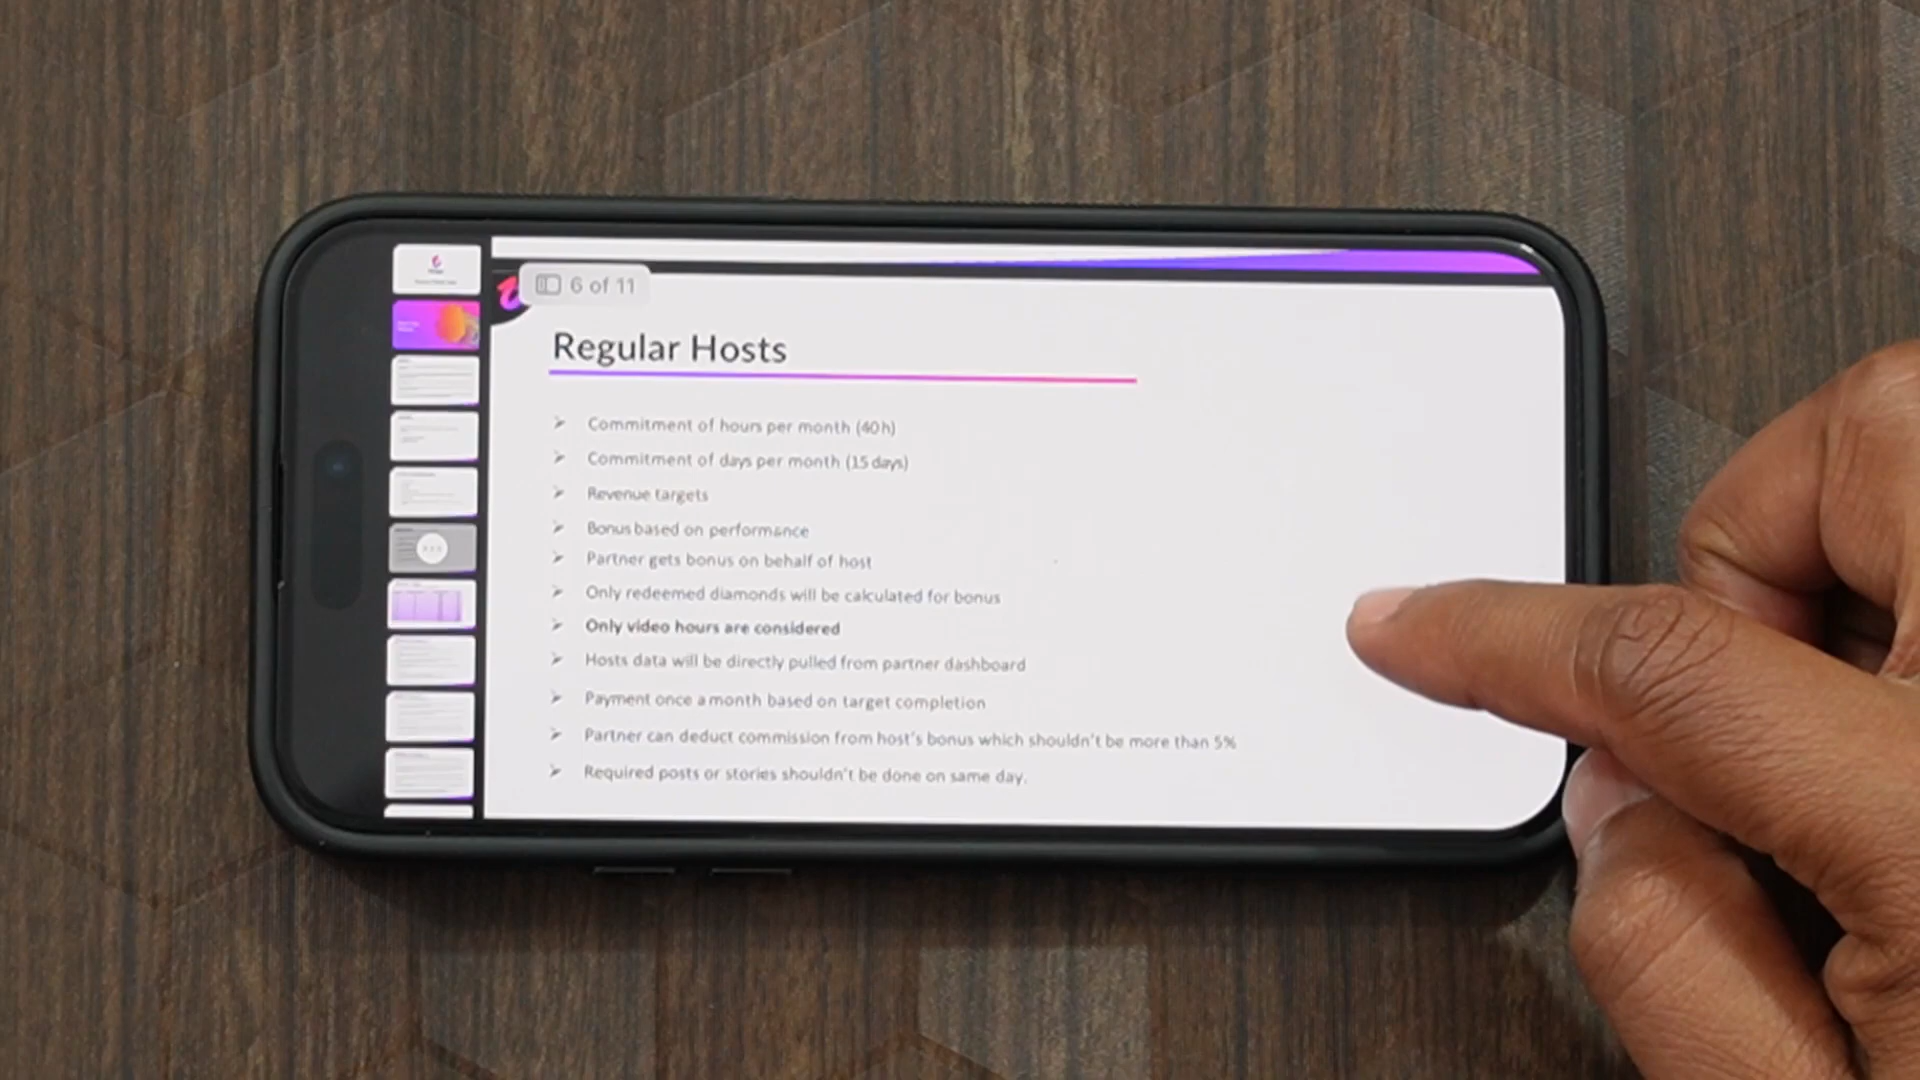 6 of 11
Regular Hosts
Commitment of hours per month (40h)
Commitment of days per month (15 days)
Revenue targets
Bonus based on performance
Partner gets bonus on behalf of host
Only redeemed diamonds will be calculated for bonus
Only video hours are considered
Hosts data will be directly pulled from partner dashboard
Payment once a month based on target completion
Partner can deduct commission from host's bonus which shouldn't be more than 5%
Required posts or stories shouldn't be done on same day.